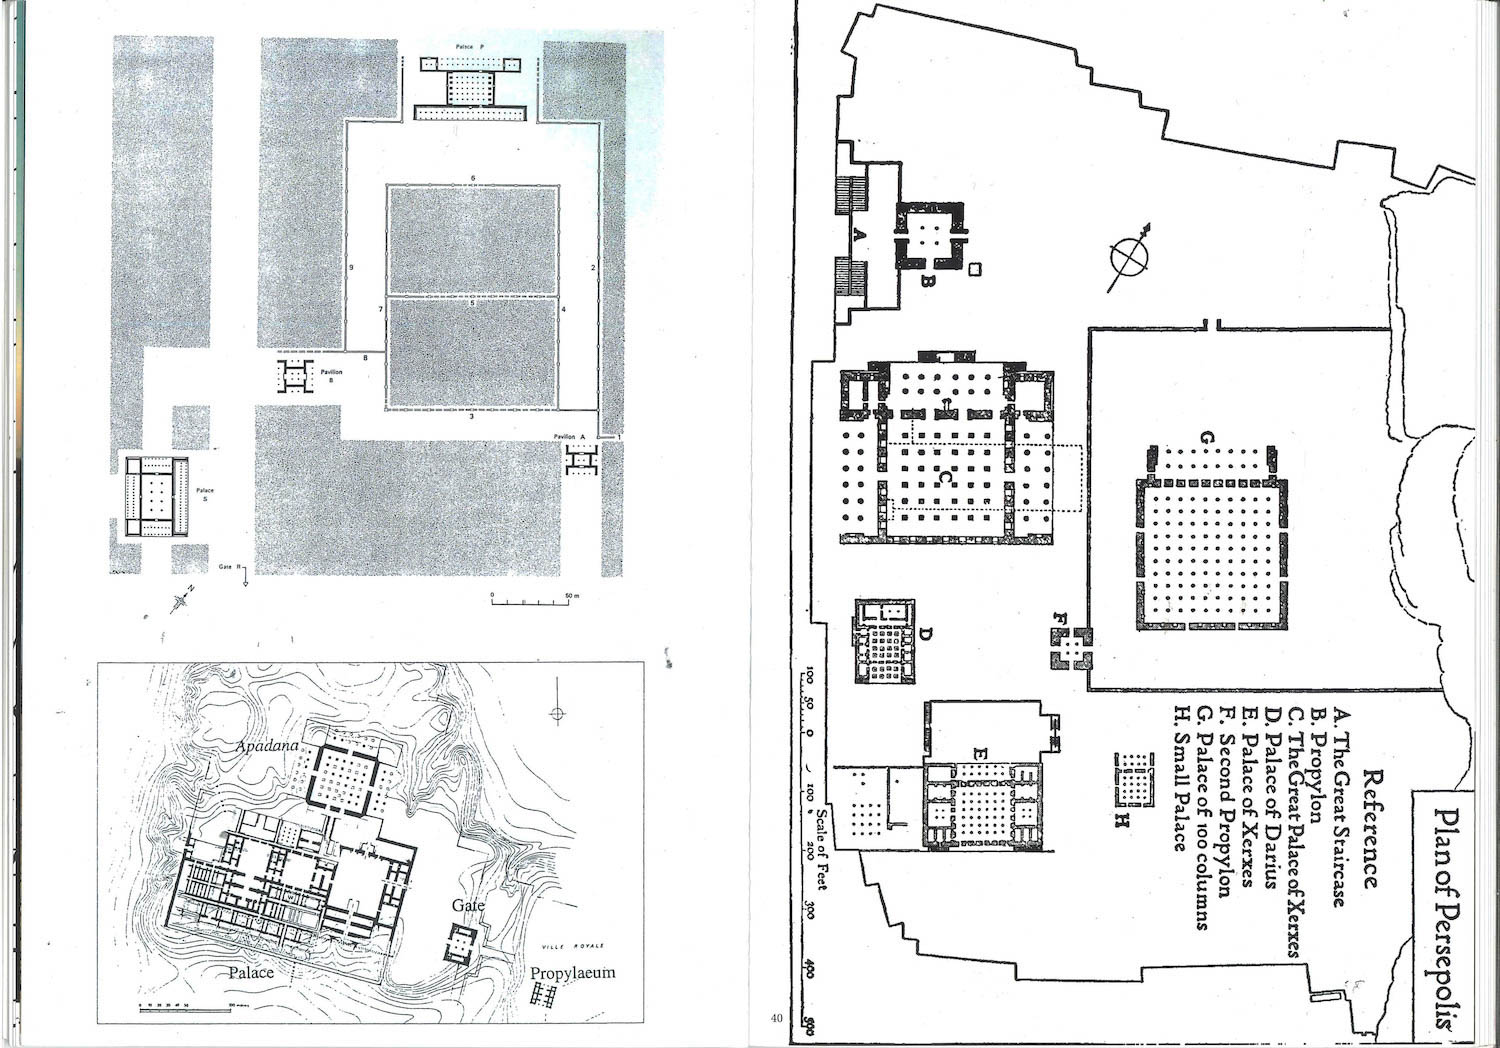 Palace P
6
9
2
5
7
4
8
Pavilion
B
3
Pavilion A
1
Palace
S
Gate R
N
0
50 m
Apadana
Gate
VILLE ROYALE
Palace
Propylaeum
0 10 20 30 40 50 100 metres
40
A
B
C
G
D
F
E
H
100 50 0 100 200 300 400 500
Scale of Feet
Plan of Persepolis
Reference
A. The Great Staircase
B. Propylon
C. The Great Palace of Xerxes
D. Palace of Darius
E. Palace of Xerxes
F. Second Propylon
G. Palace of 100 columns
H. Small Palace